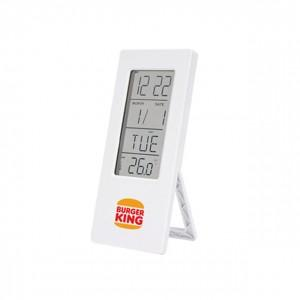 12 22
MONTH DATE
1/ 1
TUE
26.0
BURGER
KING